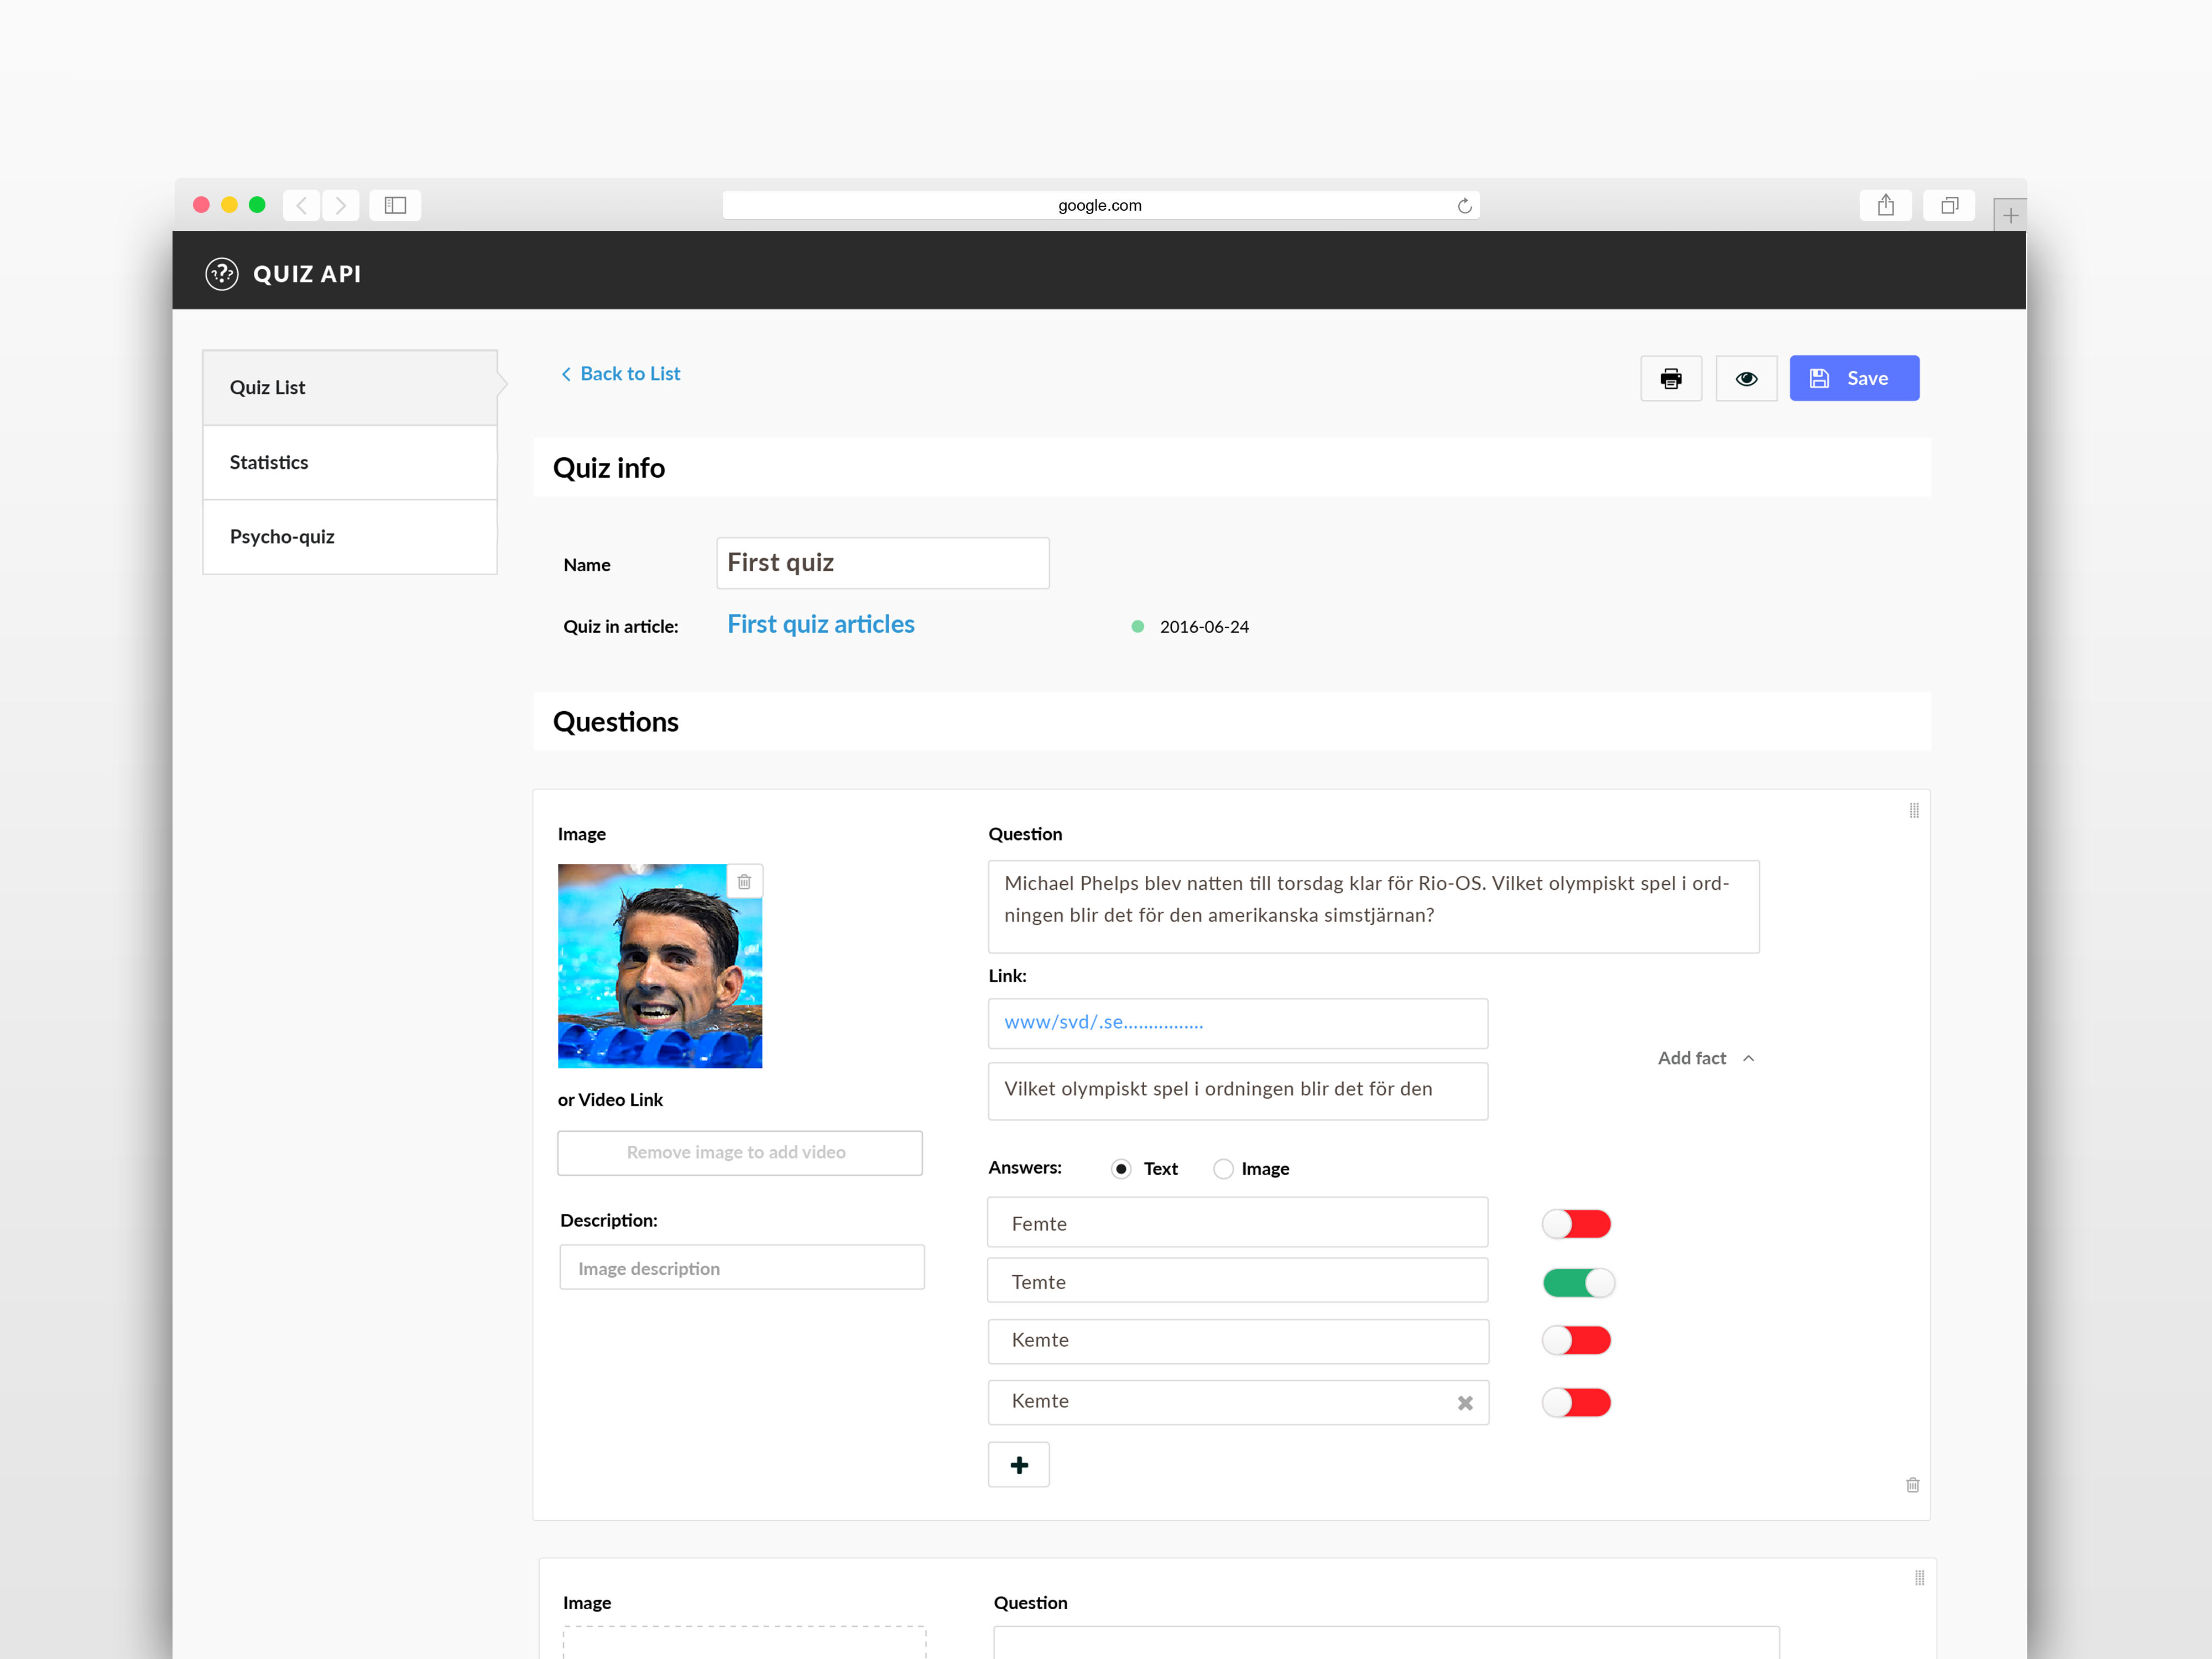 google.com
??? QUIZ API
Quiz List
Statistics
Psycho-quiz
Back to List
Save
Quiz info
Name
First quiz
Quiz in article:
First quiz articles
2016-06-24
Questions
Image
or Video Link
Remove image to add video
Description:
Image description
Question
Michael Phelps blev natten till torsdag klar för Rio-OS. Vilket olympiskt spel i ord-
ningen blir det för den amerikanska simstjärnan?
Link:
www/svd/.se................
Add fact
Vilket olympiskt spel i ordningen blir det för den
Answers:
Text
Image
Femte
Temte
Kemte
Kemte
Image
Question